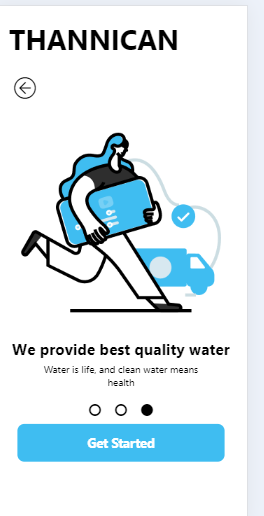 THANNICAN
We provide best quality water
Water is life, and clean water means
health
Get Started